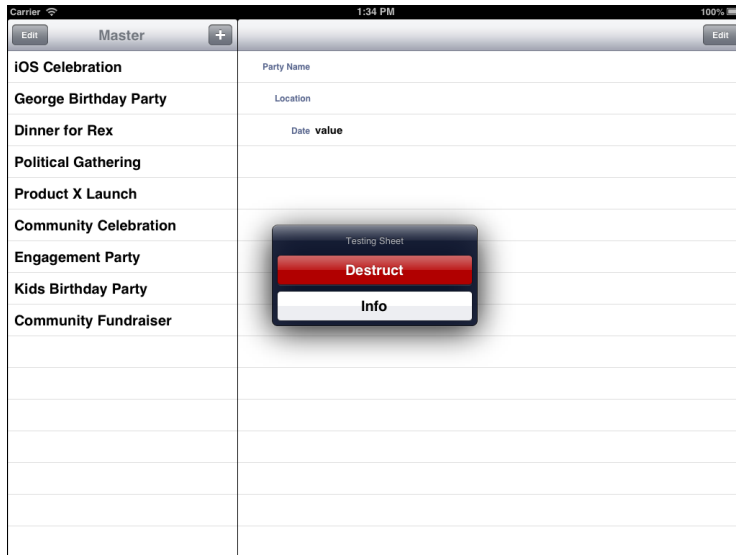 Carrier 1:34 PM 100%
Edit Master + Edit
iOS Celebration
George Birthday Party
Dinner for Rex
Political Gathering
Product X Launch
Community Celebration
Engagement Party
Kids Birthday Party
Community Fundraiser
Party Name
Location
Date value
Testing Sheet
Destruct
Info